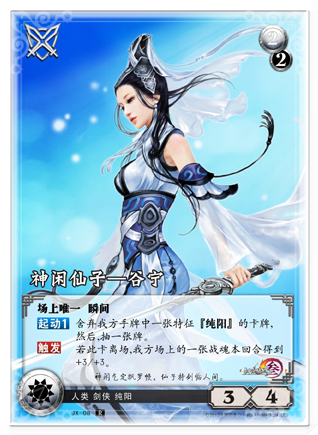 2
2
神闲仙子—谷宁
场上唯一 瞬间
起动1 舍弃我方手牌中一张特征『纯阳』的卡牌,
然后,抽一张牌。
触发 若此卡离场,我方场上的一张战魂本回合得到
+3/+3。
神闲气定飘罗帐,仙子持剑临人间。
叁
人类 剑侠 纯阳
3 4
R